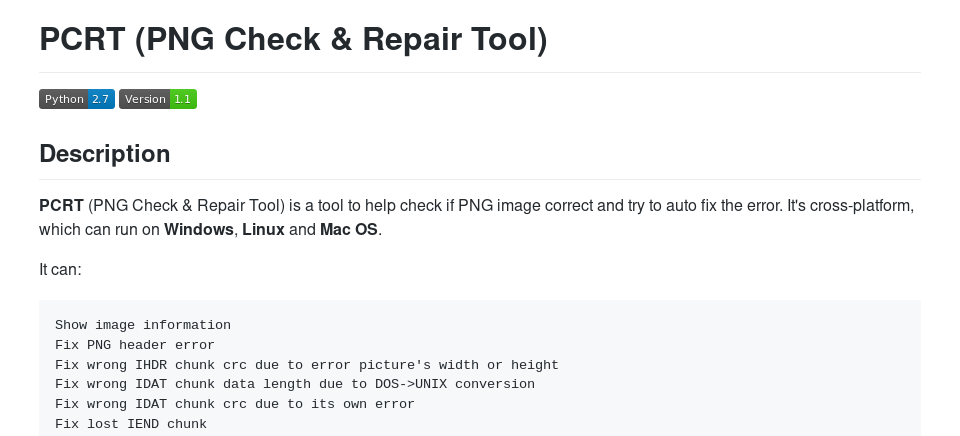 PCRT (PNG Check & Repair Tool)
Python 2.7 Version 1.1
Description
PCRT (PNG Check & Repair Tool) is a tool to help check if PNG image correct and try to auto fix the error. It's cross-platform,
which can run on Windows, Linux and Mac OS.
It can:
Show image information
Fix PNG header error
Fix wrong IHDR chunk crc due to error picture's width or height
Fix wrong IDAT chunk data length due to DOS->UNIX conversion
Fix wrong IDAT chunk crc due to its own error
Fix lost IEND chunk